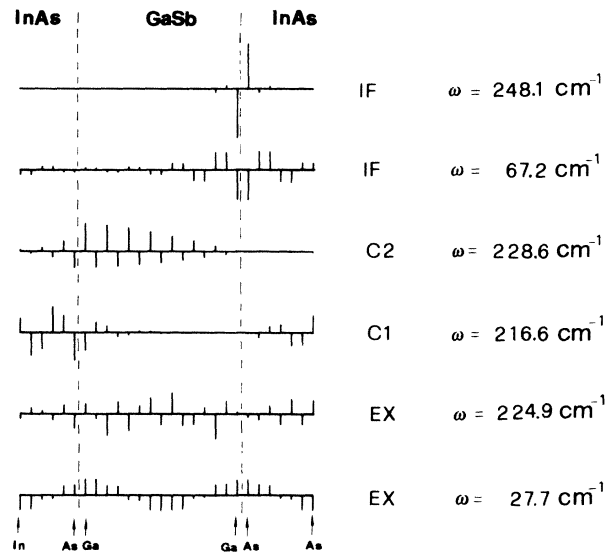 InAs GaSb InAs
IF ω = 248.1 cm-1
IF ω = 67.2 cm-1
C2 ω = 228.6 cm-1
C1 ω = 216.6 cm-1
EX ω = 224.9 cm-1
EX ω = 27.7 cm-1
In As Ga Ga As As